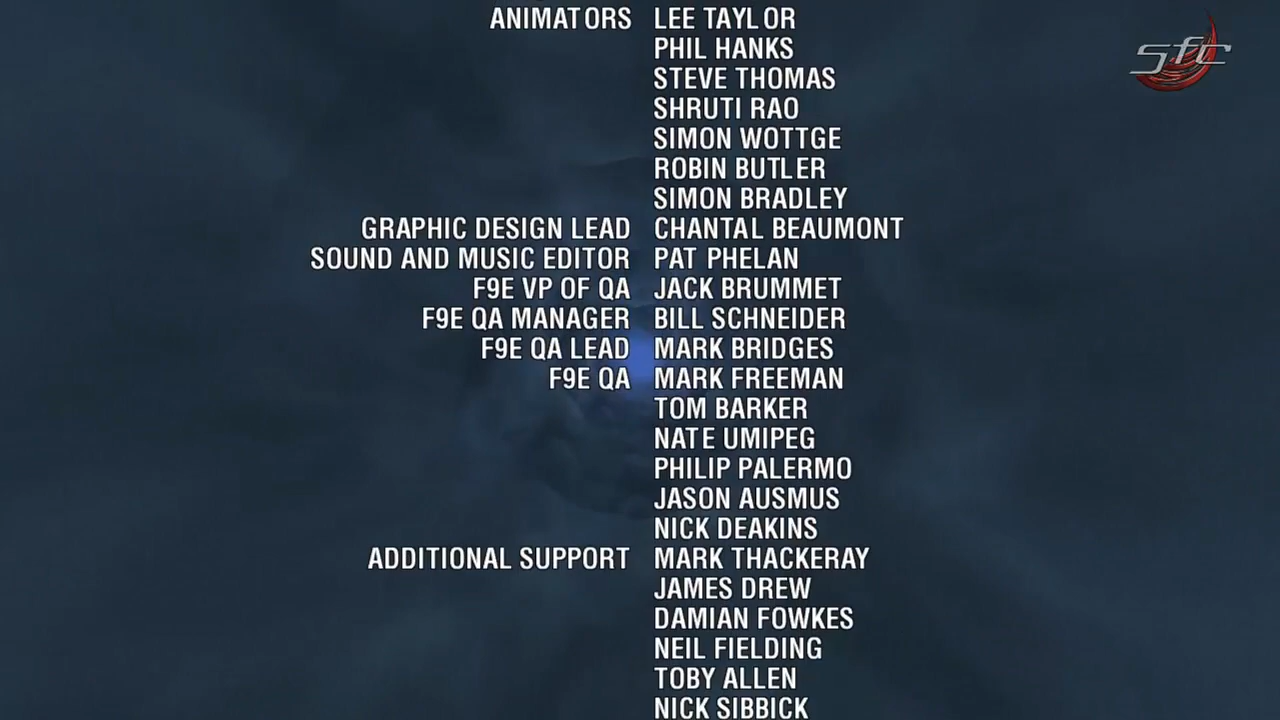 ANIMATORS LEE TAYLOR
PHIL HANKS
STEVE THOMAS
SHRUTI RAO
SIMON WOTTGE
ROBIN BUTLER
SIMON BRADLEY
GRAPHIC DESIGN LEAD CHANTAL BEAUMONT
SOUND AND MUSIC EDITOR PAT PHELAN
F9E VP OF QA JACK BRUMMET
F9E QA MANAGER BILL SCHNEIDER
F9E QA LEAD MARK BRIDGES
F9E QA MARK FREEMAN
TOM BARKER
NATE UMIPEG
PHILIP PALERMO
JASON AUSMUS
NICK DEAKINS
ADDITIONAL SUPPORT MARK THACKERAY
JAMES DREW
DAMIAN FOWKES
NEIL FIELDING
TOBY ALLEN
NICK SIBBICK
sfc